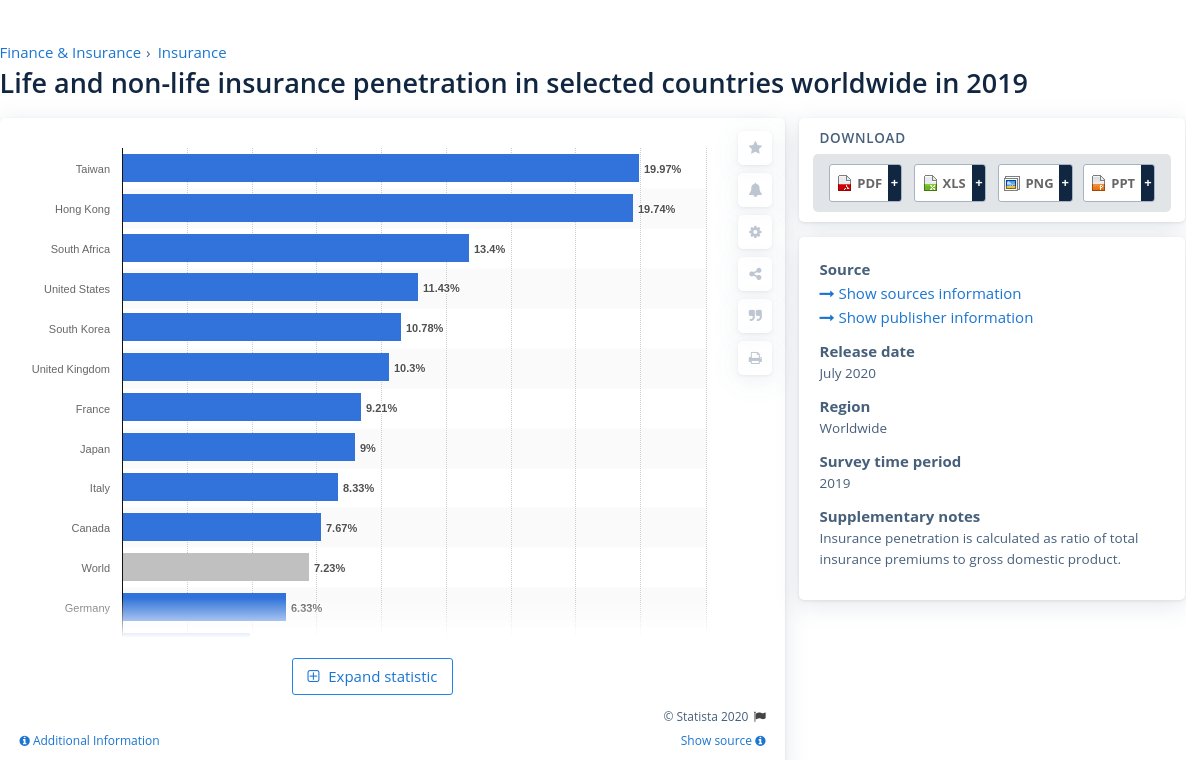 Finance & Insurance › Insurance
Life and non-life insurance penetration in selected countries worldwide in 2019
Taiwan 19.97%
Hong Kong 19.74%
South Africa 13.4%
United States 11.43%
South Korea 10.78%
United Kingdom 10.3%
France 9.21%
Japan 9%
Italy 8.33%
Canada 7.67%
World 7.23%
Germany 6.33%
Expand statistic
© Statista 2020
Additional Information
Show source
DOWNLOAD
PDF + XLS + PNG + PPT +
Source
Show sources information
Show publisher information
Release date
July 2020
Region
Worldwide
Survey time period
2019
Supplementary notes
Insurance penetration is calculated as ratio of total
insurance premiums to gross domestic product.